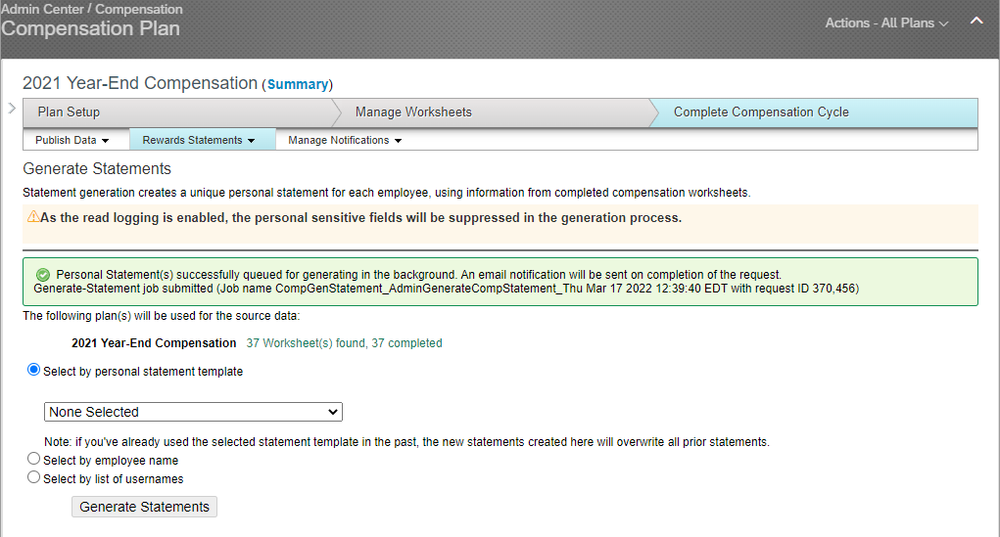 Admin Center / Compensation
Compensation Plan
Actions - All Plans
2021 Year-End Compensation (Summary)
Plan Setup
Manage Worksheets
Complete Compensation Cycle
Publish Data
Rewards Statements
Manage Notifications
Generate Statements
Statement generation creates a unique personal statement for each employee, using information from completed compensation worksheets.
As the read logging is enabled, the personal sensitive fields will be suppressed in the generation process.
Personal Statement(s) successfully queued for generating in the background. An email notification will be sent on completion of the request.
Generate-Statement job submitted (Job name CompGenStatement_AdminGenerateCompStatement_Thu Mar 17 2022 12:39:40 EDT with request ID 370,456)
The following plan(s) will be used for the source data:
2021 Year-End Compensation 37 Worksheet(s) found, 37 completed
Select by personal statement template
None Selected
Note: if you've already used the selected statement template in the past, the new statements created here will overwrite all prior statements.
Select by employee name
Select by list of usernames
Generate Statements